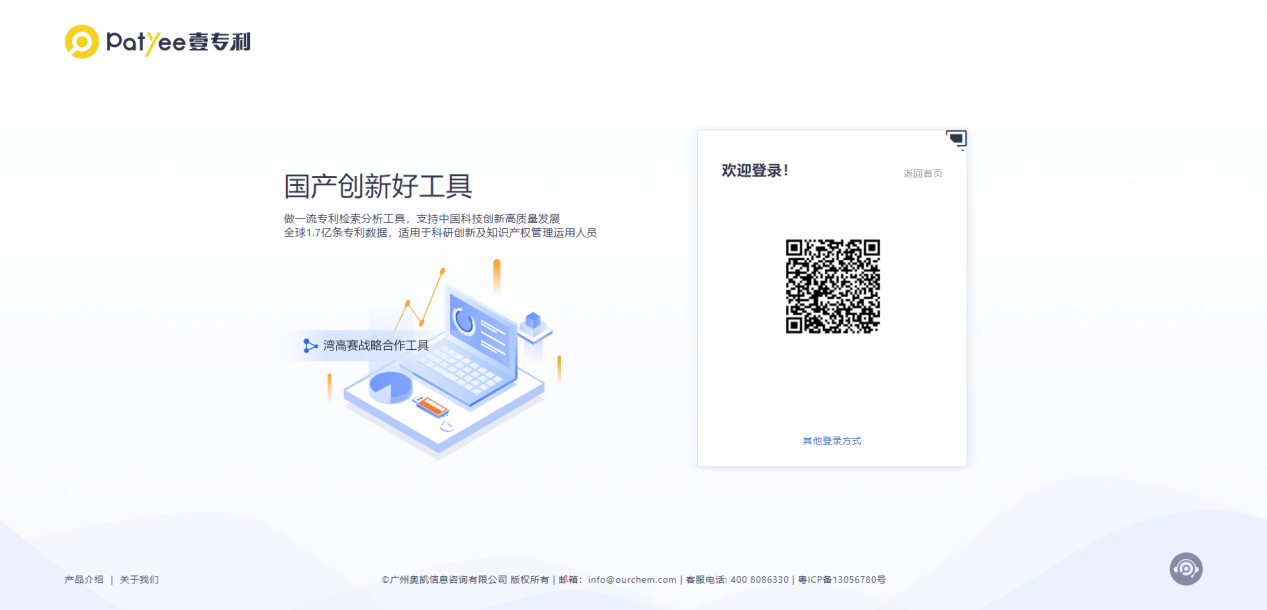 Patyee壹专利
国产创新好工具
做一流专利检索分析工具，支持中国科技创新高质量发展
全球1.7亿条专利数据，适用于科研创新及知识产权管理运用人员
湾高赛战略合作工具
欢迎登录！
返回首页
其他登录方式
产品介绍 | 关于我们
©广州奥凯信息咨询有限公司 版权所有 | 邮箱：info@ourchem.com | 客服电话: 400 8086330 | 粤ICP备13056780号